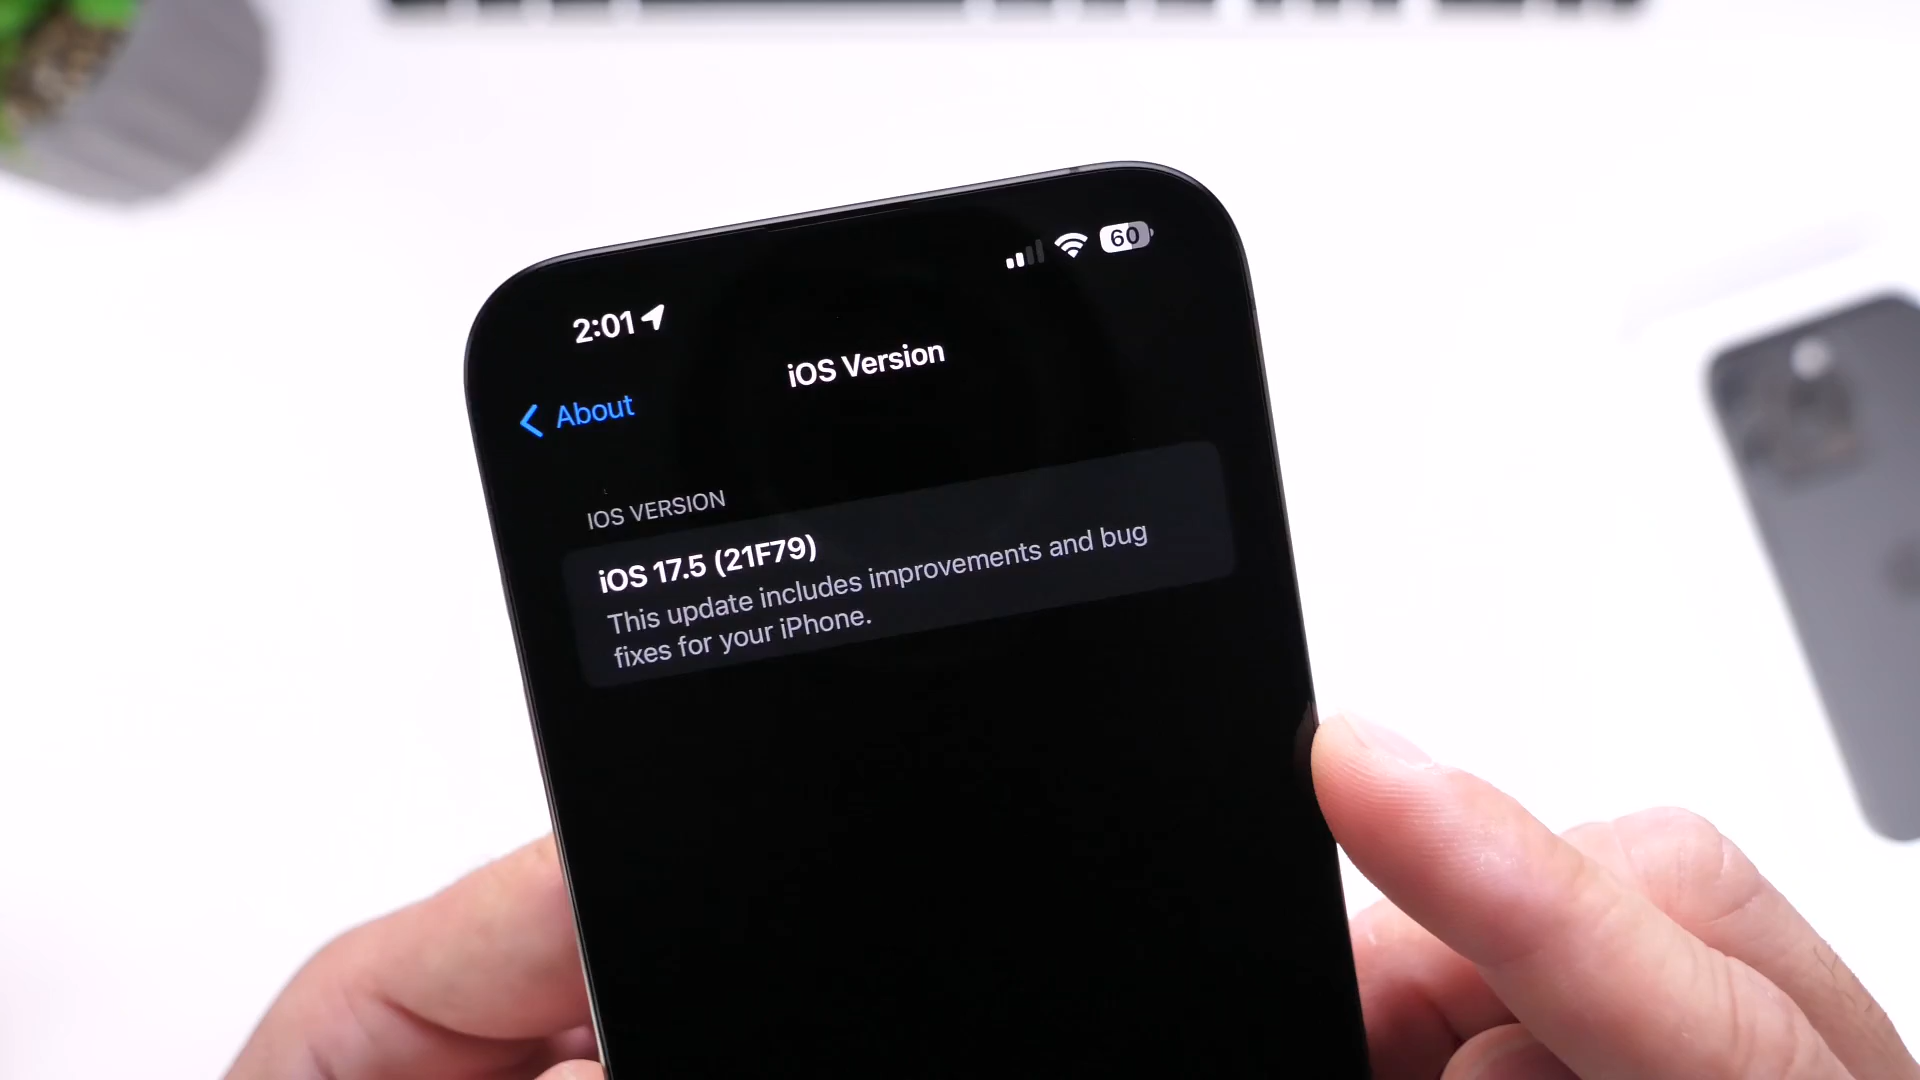 2:01
60
iOS Version
About
IOS VERSION
iOS 17.5 (21F79)
This update includes improvements and bug
fixes for your iPhone.